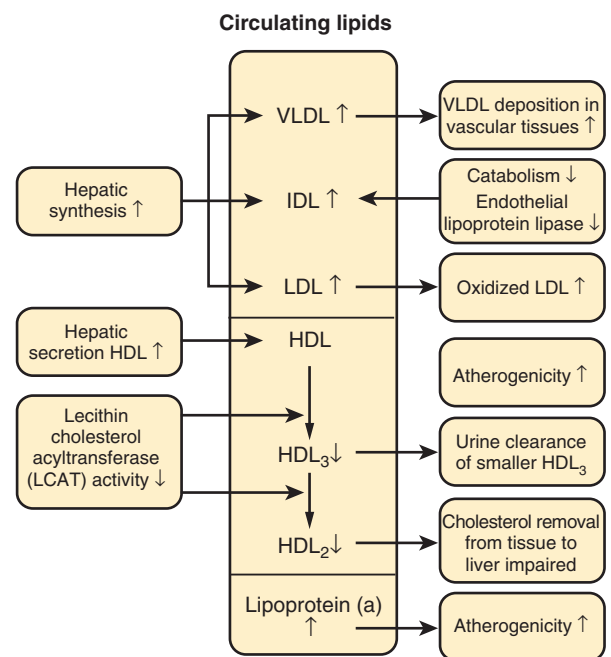 Circulating lipids
VLDL ↑
VLDL deposition in
vascular tissues ↑
Hepatic
synthesis ↑
IDL ↑
Catabolism ↓
Endothelial
lipoprotein lipase ↓
LDL ↑
Oxidized LDL ↑
Hepatic
secretion HDL ↑
HDL
Atherogenicity ↑
Lecithin
cholesterol
acyltransferase
(LCAT) activity ↓
HDL₃↓
Urine clearance
of smaller HDL₃
HDL₂↓
Cholesterol removal
from tissue to
liver impaired
Lipoprotein (a)
↑
Atherogenicity ↑